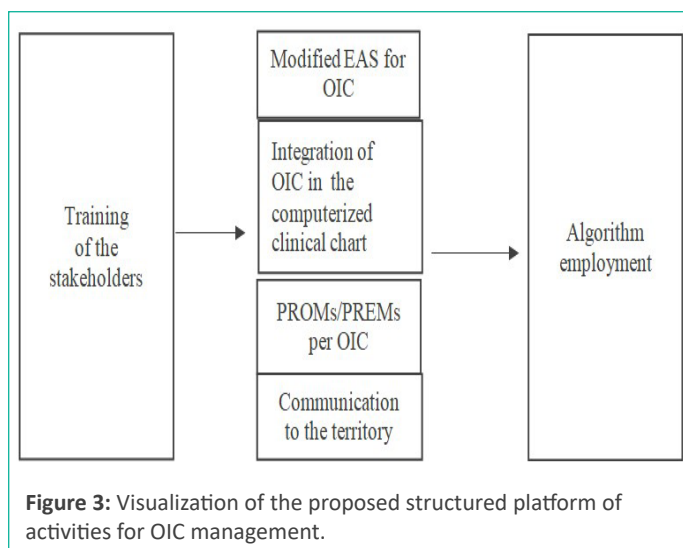 Training
of the
stakeholders
Modified EAS for
OIC
Integration of
OIC in the
computerized
clinical chart
PROMs/PREMs
per OIC
Communication
to the territory
Algorithm
employment
Figure 3: Visualization of the proposed structured platform of
activities for OIC management.